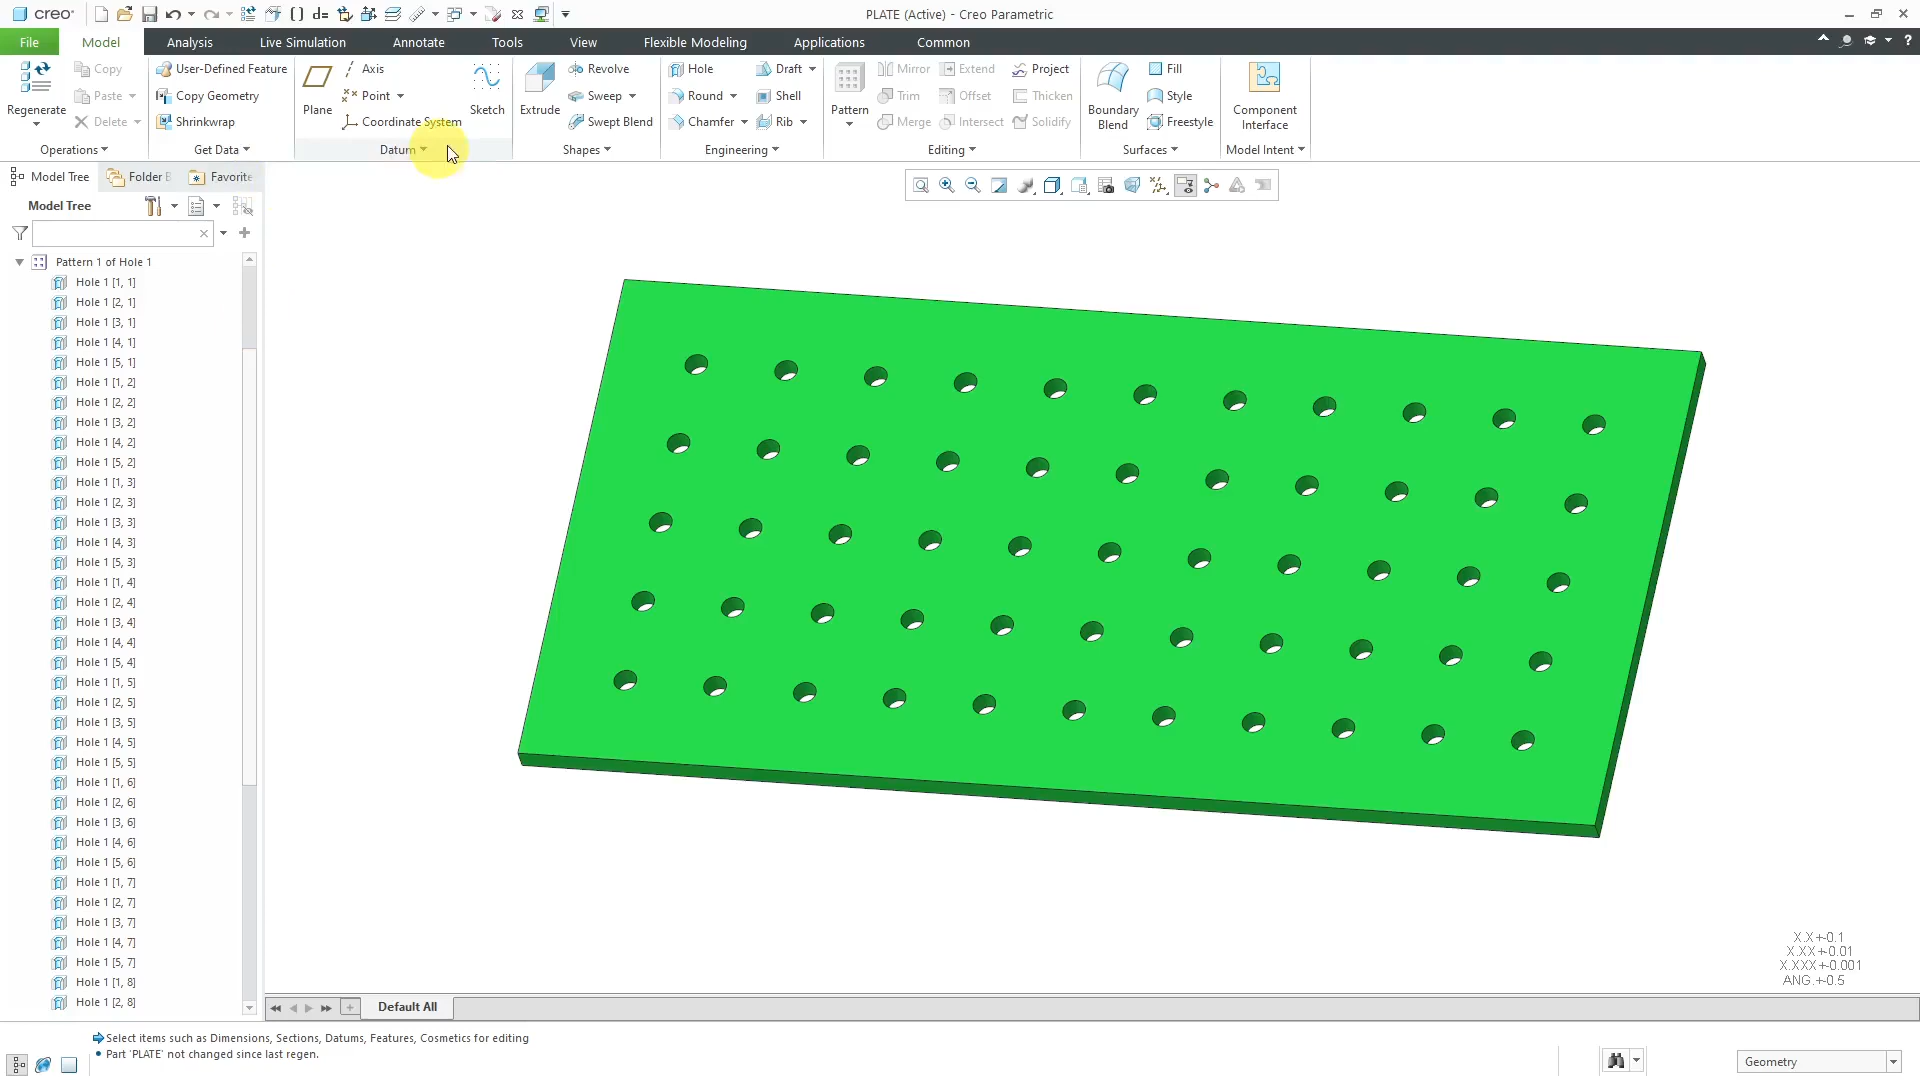 creo
d=
PLATE (Active) - Creo Parametric
File
Model
Analysis
Live Simulation
Annotate
Tools
View
Flexible Modeling
Applications
Common
Regenerate
Copy
Paste
Delete
Operations
User-Defined Feature
Copy Geometry
Shrinkwrap
Get Data
Plane
Axis
Point
Coordinate System
Sketch
Datum
Extrude
Revolve
Sweep
Swept Blend
Shapes
Hole
Round
Chamfer
Draft
Shell
Rib
Engineering
Pattern
Mirror
Trim
Merge
Extend
Offset
Intersect
Project
Thicken
Solidify
Editing
Boundary
Blend
Fill
Style
Freestyle
Surfaces
Component
Interface
Model Intent
Model Tree
Folder B
Favorite
Model Tree
Pattern 1 of Hole 1
Hole 1 [1, 1]
Hole 1 [2, 1]
Hole 1 [3, 1]
Hole 1 [4, 1]
Hole 1 [5, 1]
Hole 1 [1, 2]
Hole 1 [2, 2]
Hole 1 [3, 2]
Hole 1 [4, 2]
Hole 1 [5, 2]
Hole 1 [1, 3]
Hole 1 [2, 3]
Hole 1 [3, 3]
Hole 1 [4, 3]
Hole 1 [5, 3]
Hole 1 [1, 4]
Hole 1 [2, 4]
Hole 1 [3, 4]
Hole 1 [4, 4]
Hole 1 [5, 4]
Hole 1 [1, 5]
Hole 1 [2, 5]
Hole 1 [3, 5]
Hole 1 [4, 5]
Hole 1 [5, 5]
Hole 1 [1, 6]
Hole 1 [2, 6]
Hole 1 [3, 6]
Hole 1 [4, 6]
Hole 1 [5, 6]
Hole 1 [1, 7]
Hole 1 [2, 7]
Hole 1 [3, 7]
Hole 1 [4, 7]
Hole 1 [5, 7]
Hole 1 [1, 8]
Hole 1 [2, 8]
X.X+-0.1
X.XX+-0.01
X.XXX+-0.001
ANG.+-0.5
Default All
Select items such as Dimensions, Sections, Datums, Features, Cosmetics for editing
• Part 'PLATE' not changed since last regen.
Geometry